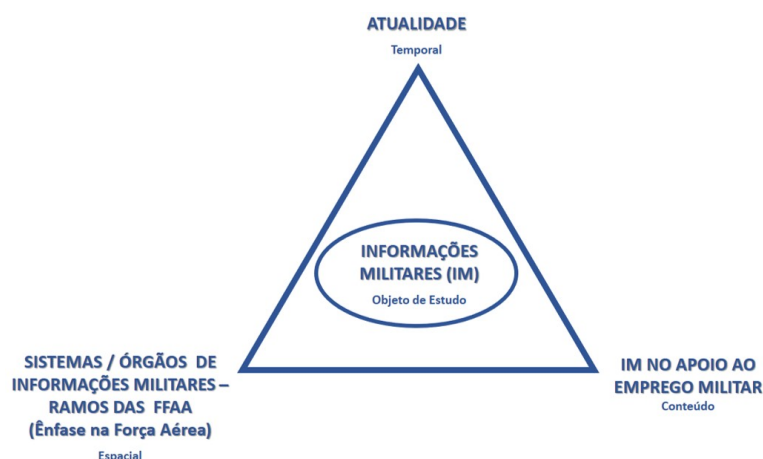 ATUALIDADE
Temporal
INFORMAÇÕES
MILITARES (IM)
Objeto de Estudo
SISTEMAS / ÓRGÃOS DE
INFORMAÇÕES MILITARES –
RAMOS DAS FFAA
(Ênfase na Força Aérea)
Espacial
IM NO APOIO AO
EMPREGO MILITAR
Conteúdo